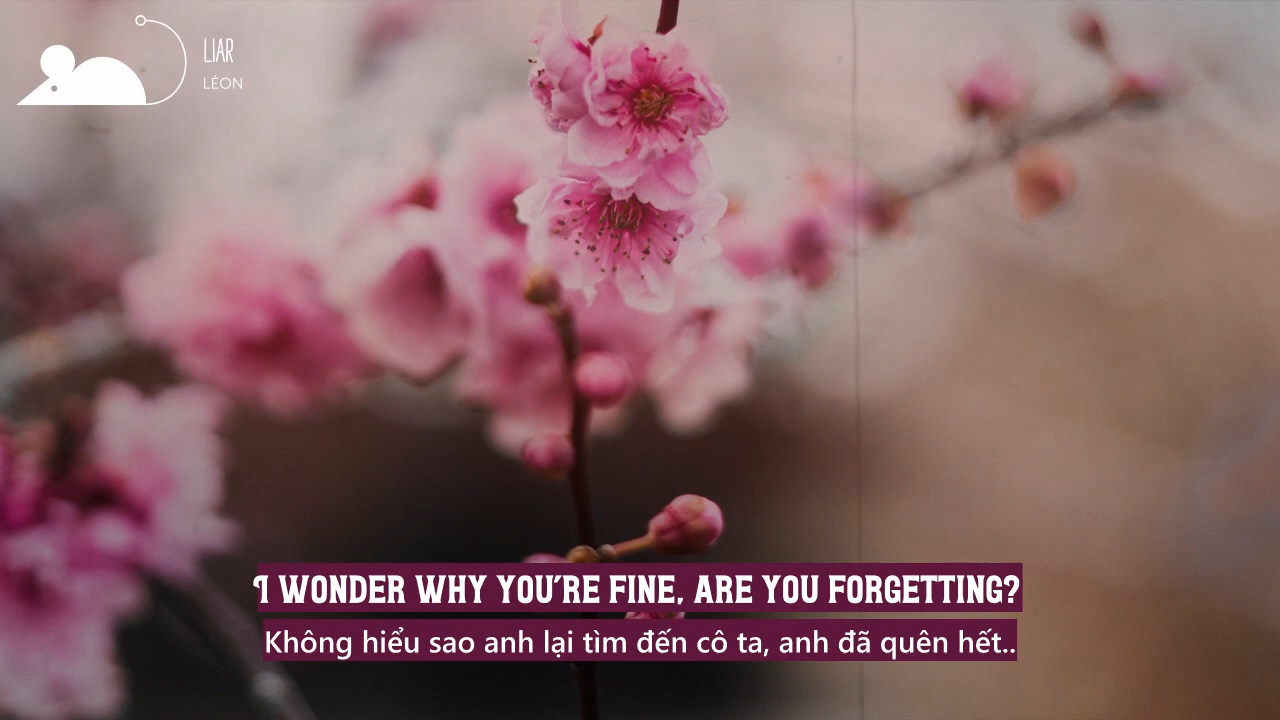 LIAR
LÉON
I WONDER WHY YOU'RE FINE, ARE YOU FORGETTING?
Không hiểu sao anh lại tìm đến cô ta, anh đã quên hết..